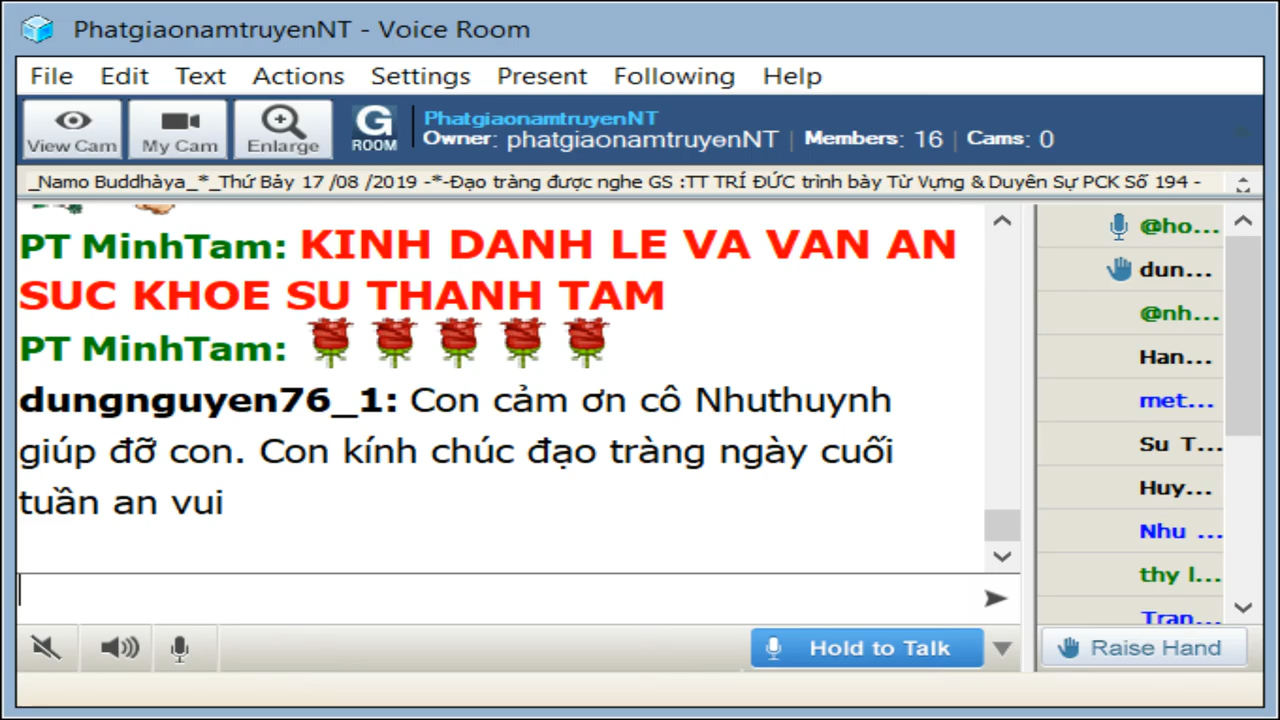 PhatgiaonamtruyenNT - Voice Room
File Edit Text Actions Settings Present Following Help
View Cam My Cam Enlarge G ROOM
PhatgiaonamtruyenNT
Owner: phatgiaonamtruyenNT | Members: 16 | Cams: 0
_Namo Buddhàya_*_Thứ Bảy 17 /08 /2019 -*-Đạo tràng được nghe GS :TT TRÍ ĐỨC trình bày Từ Vựng & Duyên Sự PCK Số 194 -
PT MinhTam: KINH DANH LE VA VAN AN
SUC KHOE SU THANH TAM
PT MinhTam:
dungnguyen76_1: Con cảm ơn cô Nhuthuynh
giúp đỡ con. Con kính chúc đạo tràng ngày cuối
tuần an vui
@ho...
dun...
@nh...
Han...
met...
Su T...
Huy...
Nhu ...
thy l...
Tran...
Hold to Talk
Raise Hand